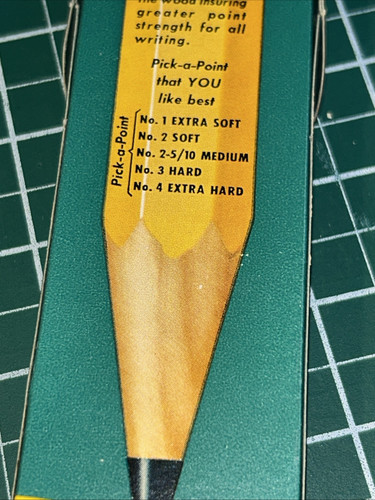 the wood insuring
greater point
strength for all
writing.
Pick-a-Point
that YOU
like best
Pick-a-Point
No. 1 EXTRA SOFT
No. 2 SOFT
No. 2-5/10 MEDIUM
No. 3 HARD
No. 4 EXTRA HARD